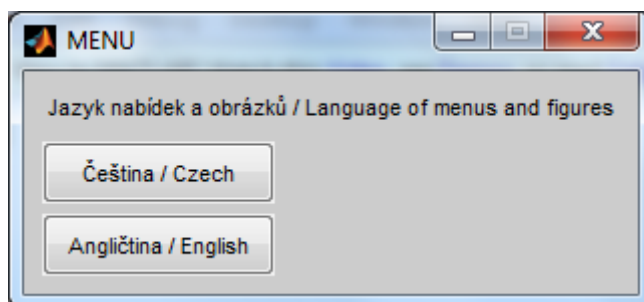 MENU
Jazyk nabídek a obrázků / Language of menus and figures
Čeština / Czech
Angličtina / English